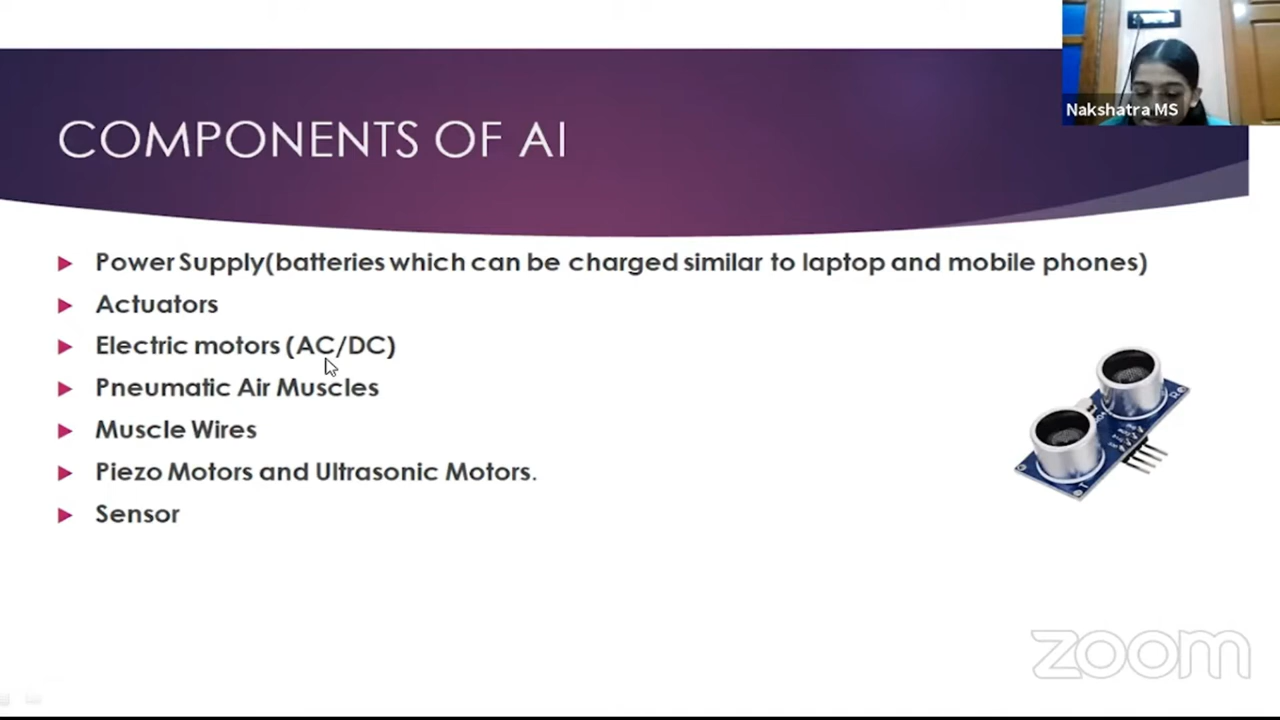 Nakshatra MS
COMPONENTS OF AI
Power Supply(batteries which can be charged similar to laptop and mobile phones)
Actuators
Electric motors (AC/DC)
Pneumatic Air Muscles
Muscle Wires
Piezo Motors and Ultrasonic Motors.
Sensor
zoom